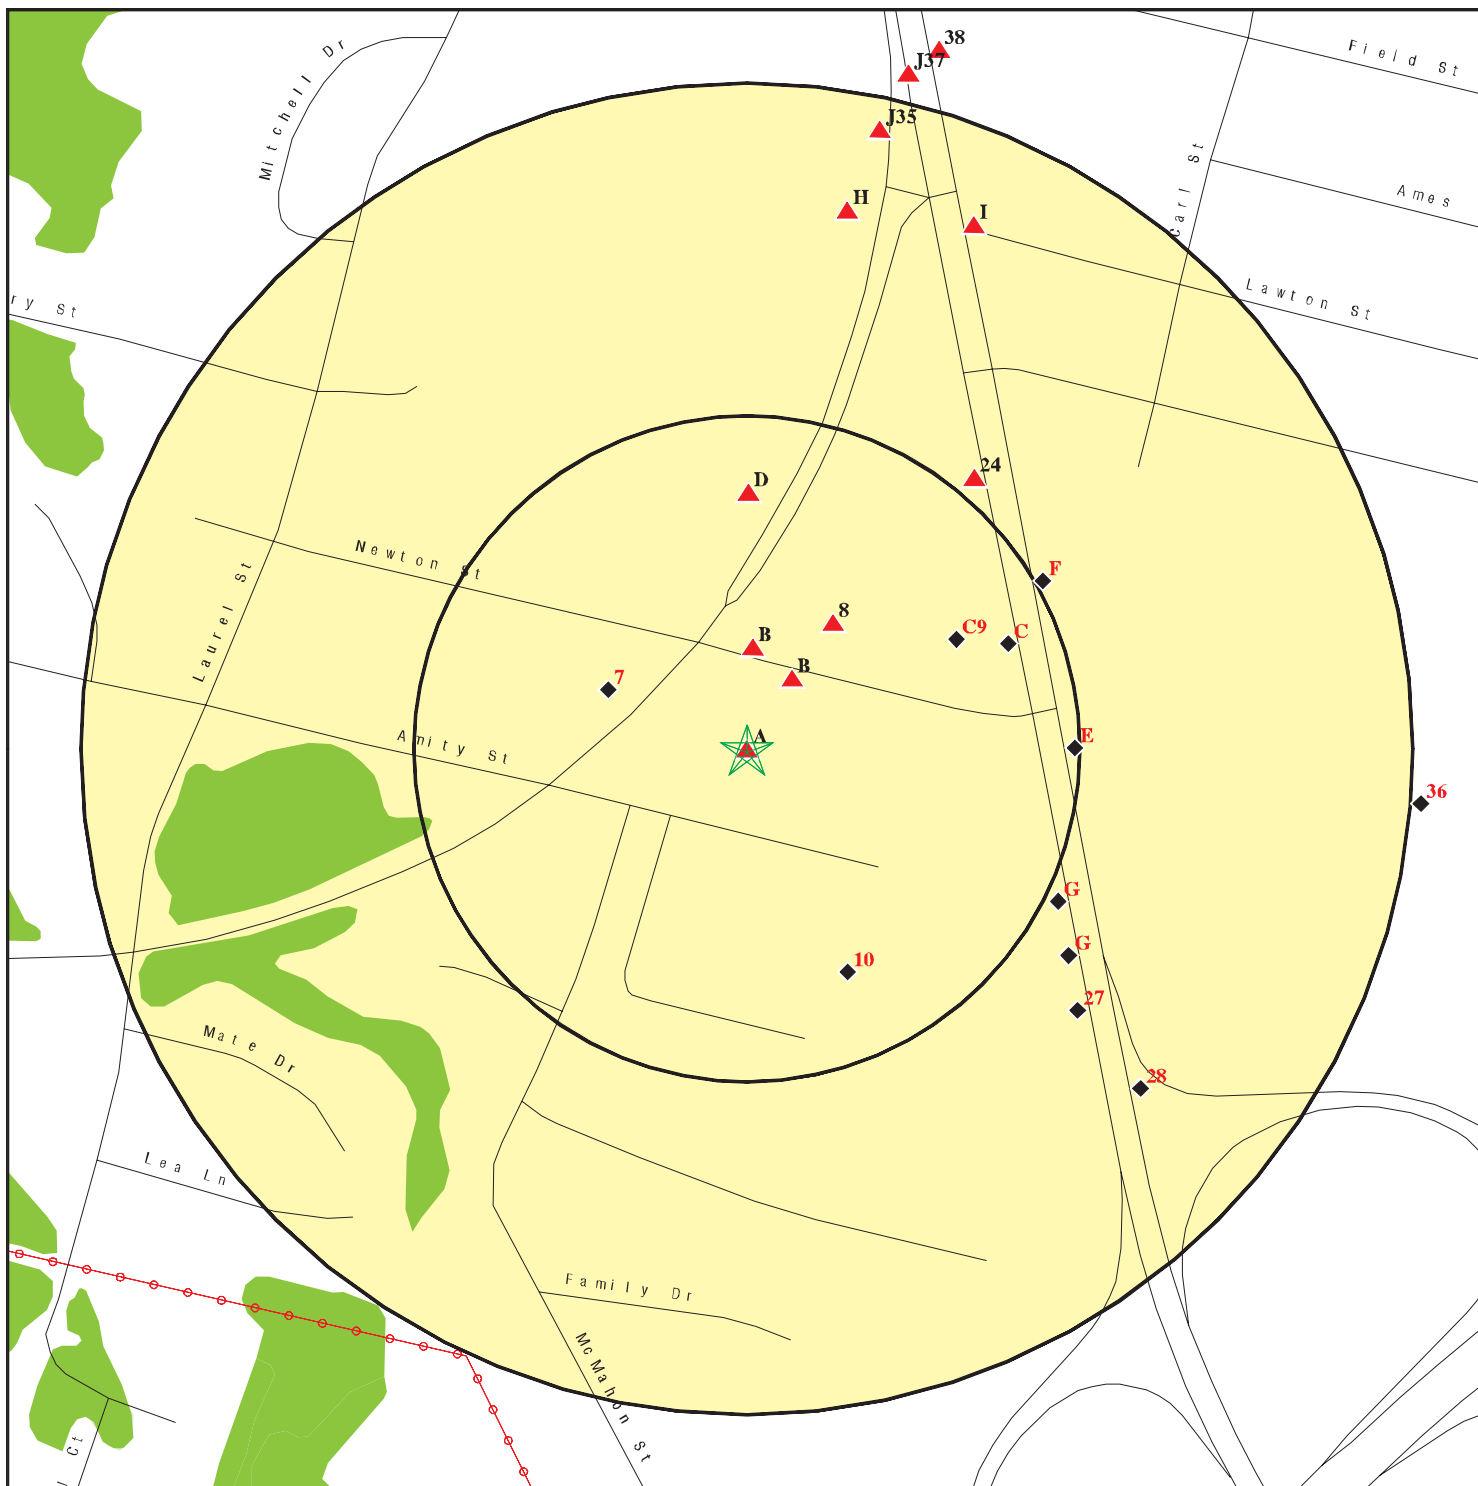 38
Field St
J37
Mitchell Dr
J35
Carl St
Ames
H
I
ry St
Lawton St
24
D
Newton St
Laurel St
F
8
C9
C
B
B
7
A
E
Amity St
36
G
G
10
27
Mate Dr
28
Lea Ln
Family Dr
McMahon St
l Ct